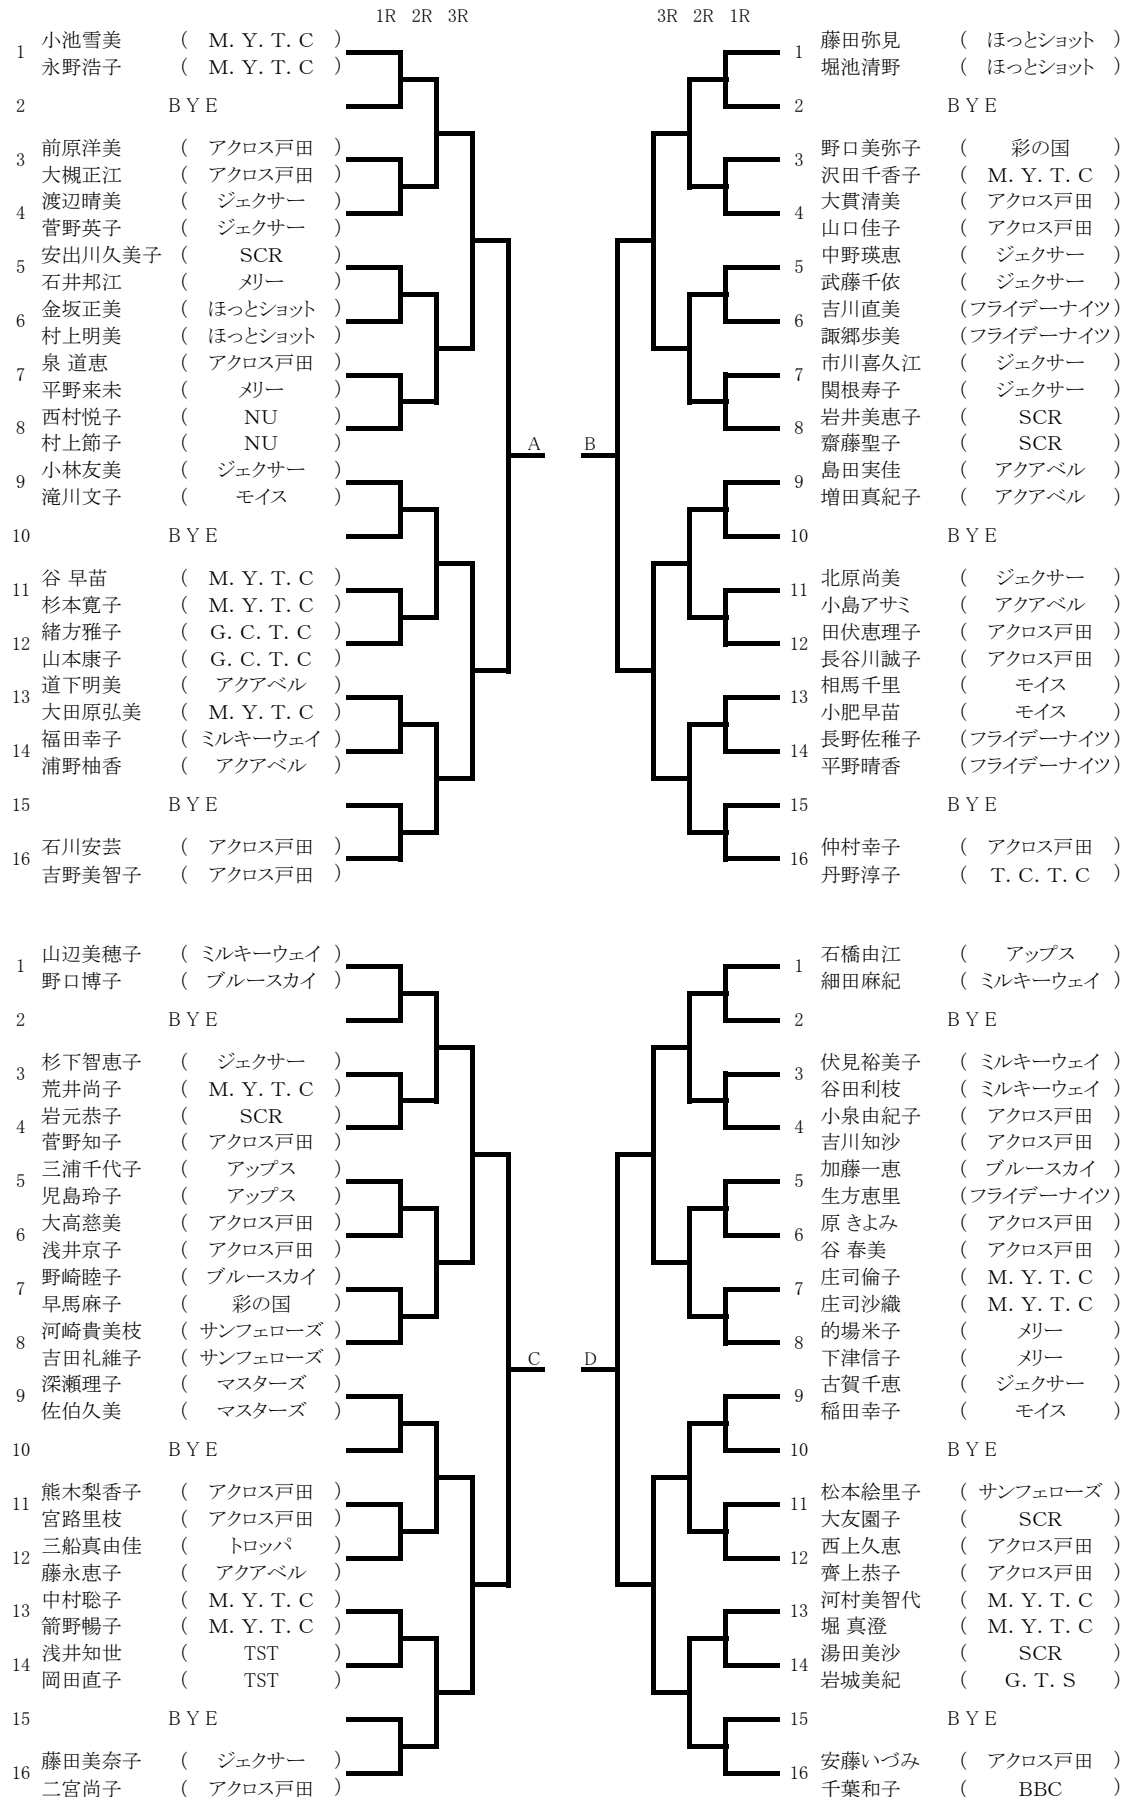 1R 2R 3R
1 小池雪美 ( M. Y. T. C )
永野浩子 ( M. Y. T. C )
2 BYE
3 前原洋美 ( アクロス戸田 )
大槻正江 ( アクロス戸田 )
4 渡辺晴美 ( ジェクサー )
菅野英子 ( ジェクサー )
5 安出川久美子 ( SCR )
石井邦江 ( メリー )
6 金坂正美 ( ほっとショット )
村上明美 ( ほっとショット )
7 泉 道恵 ( アクロス戸田 )
平野来未 ( メリー )
8 西村悦子 ( NU )
村上節子 ( NU )
9 小林友美 ( ジェクサー )
滝川文子 ( モイス )
10 BYE
11 谷 早苗 ( M. Y. T. C )
杉本寛子 ( M. Y. T. C )
12 緒方雅子 ( G. C. T. C )
山本康子 ( G. C. T. C )
13 道下明美 ( アクアベル )
大田原弘美 ( M. Y. T. C )
14 福田幸子 ( ミルキーウェイ )
浦野柚香 ( アクアベル )
15 BYE
16 石川安芸 ( アクロス戸田 )
吉野美智子 ( アクロス戸田 )
A
3R 2R 1R
1 藤田弥見 ( ほっとショット )
堀池清野 ( ほっとショット )
2 BYE
3 野口美弥子 ( 彩の国 )
沢田千香子 ( M. Y. T. C )
4 大貫清美 ( アクロス戸田 )
山口佳子 ( アクロス戸田 )
5 中野瑛恵 ( ジェクサー )
武藤千依 ( ジェクサー )
6 吉川直美 (フライデーナイツ)
諏郷歩美 (フライデーナイツ)
7 市川喜久江 ( ジェクサー )
関根寿子 ( ジェクサー )
8 岩井美恵子 ( SCR )
齋藤聖子 ( SCR )
9 島田実佳 ( アクアベル )
増田真紀子 ( アクアベル )
10 BYE
11 北原尚美 ( ジェクサー )
小島アサミ ( アクアベル )
12 田伏恵理子 ( アクロス戸田 )
長谷川誠子 ( アクロス戸田 )
13 相馬千里 ( モイス )
小肥早苗 ( モイス )
14 長野佐稚子 (フライデーナイツ)
平野晴香 (フライデーナイツ)
15 BYE
16 仲村幸子 ( アクロス戸田 )
丹野淳子 ( T. C. T. C )
B
1 山辺美穂子 ( ミルキーウェイ )
野口博子 ( ブルースカイ )
2 BYE
3 杉下智恵子 ( ジェクサー )
荒井尚子 ( M. Y. T. C )
4 岩元恭子 ( SCR )
菅野知子 ( アクロス戸田 )
5 三浦千代子 ( アップス )
児島玲子 ( アップス )
6 大高慈美 ( アクロス戸田 )
浅井京子 ( アクロス戸田 )
7 野崎睦子 ( ブルースカイ )
早馬麻子 ( 彩の国 )
8 河崎貴美枝 ( サンフェローズ )
吉田礼維子 ( サンフェローズ )
9 深瀬理子 ( マスターズ )
佐伯久美 ( マスターズ )
10 BYE
11 熊木梨香子 ( アクロス戸田 )
宮路里枝 ( アクロス戸田 )
12 三船真由佳 ( トロッパ )
藤永恵子 ( アクアベル )
13 中村聡子 ( M. Y. T. C )
箭野暢子 ( M. Y. T. C )
14 浅井知世 ( TST )
岡田直子 ( TST )
15 BYE
16 藤田美奈子 ( ジェクサー )
二宮尚子 ( アクロス戸田 )
C
1 石橋由江 ( アップス )
細田麻紀 ( ミルキーウェイ )
2 BYE
3 伏見裕美子 ( ミルキーウェイ )
谷田利枝 ( ミルキーウェイ )
4 小泉由紀子 ( アクロス戸田 )
吉川知沙 ( アクロス戸田 )
5 加藤一恵 ( ブルースカイ )
生方恵里 (フライデーナイツ)
6 原 きよみ ( アクロス戸田 )
谷 春美 ( アクロス戸田 )
7 庄司倫子 ( M. Y. T. C )
庄司沙織 ( M. Y. T. C )
8 的場米子 ( メリー )
下津信子 ( メリー )
9 古賀千恵 ( ジェクサー )
稲田幸子 ( モイス )
10 BYE
11 松本絵里子 ( サンフェローズ )
大友園子 ( SCR )
12 西上久恵 ( アクロス戸田 )
齊上恭子 ( アクロス戸田 )
13 河村美智代 ( M. Y. T. C )
堀 真澄 ( M. Y. T. C )
14 湯田美沙 ( SCR )
岩城美紀 ( G. T. S )
15 BYE
16 安藤いづみ ( アクロス戸田 )
千葉和子 ( BBC )
D